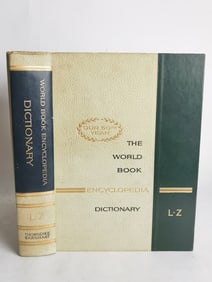 WORLD BOOK ENCYCLOPEDIA
DICTIONARY
L-Z
THORNDIKE
BARNHART
OUR 50TH
YEAR
THE
WORLD
BOOK
ENCYCLOPEDIA
DICTIONARY
L-Z